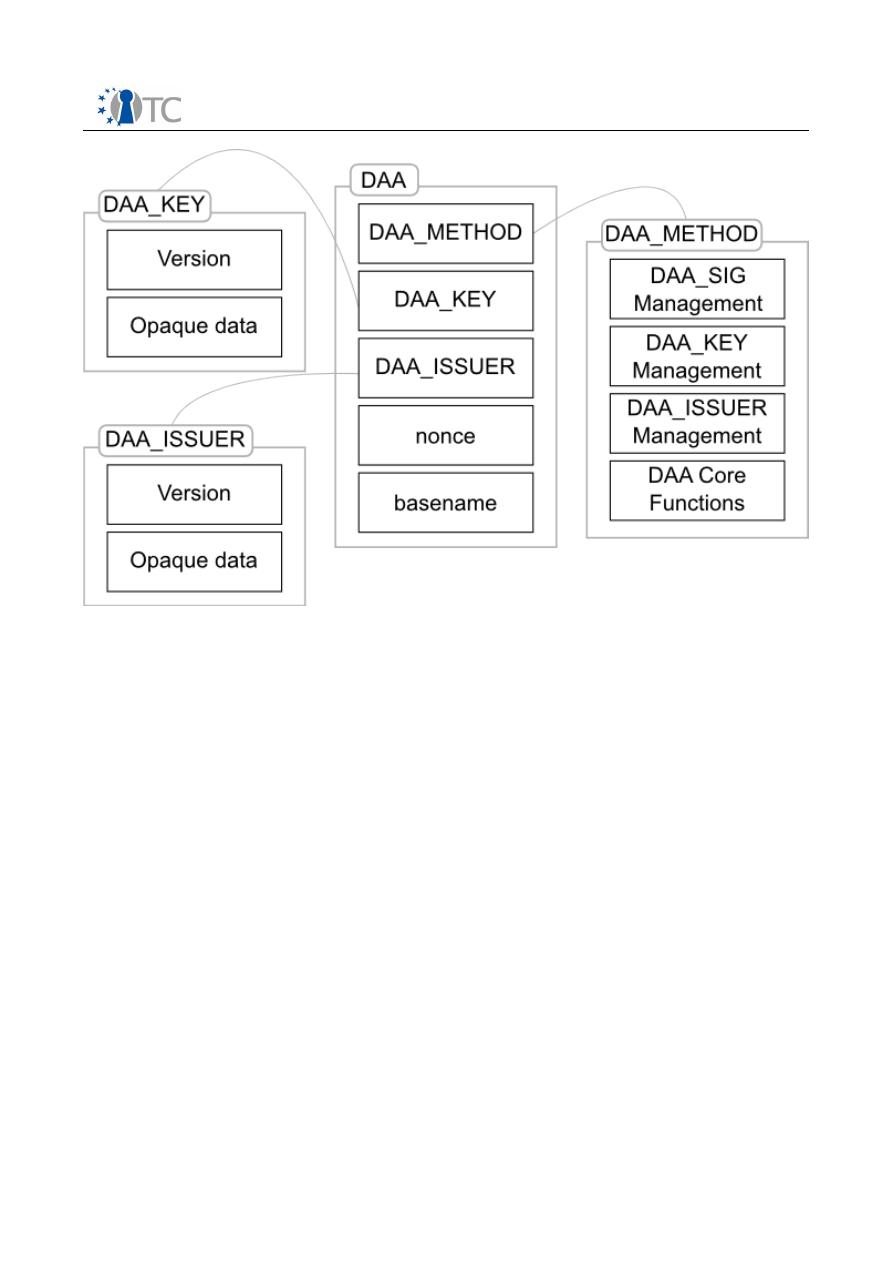 TC
DAA_KEY
Version
Opaque data
DAA_ISSUER
Version
Opaque data
DAA
DAA_METHOD
DAA_KEY
DAA_ISSUER
nonce
basename
DAA_METHOD
DAA_SIG
Management
DAA_KEY
Management
DAA_ISSUER
Management
DAA Core
Functions